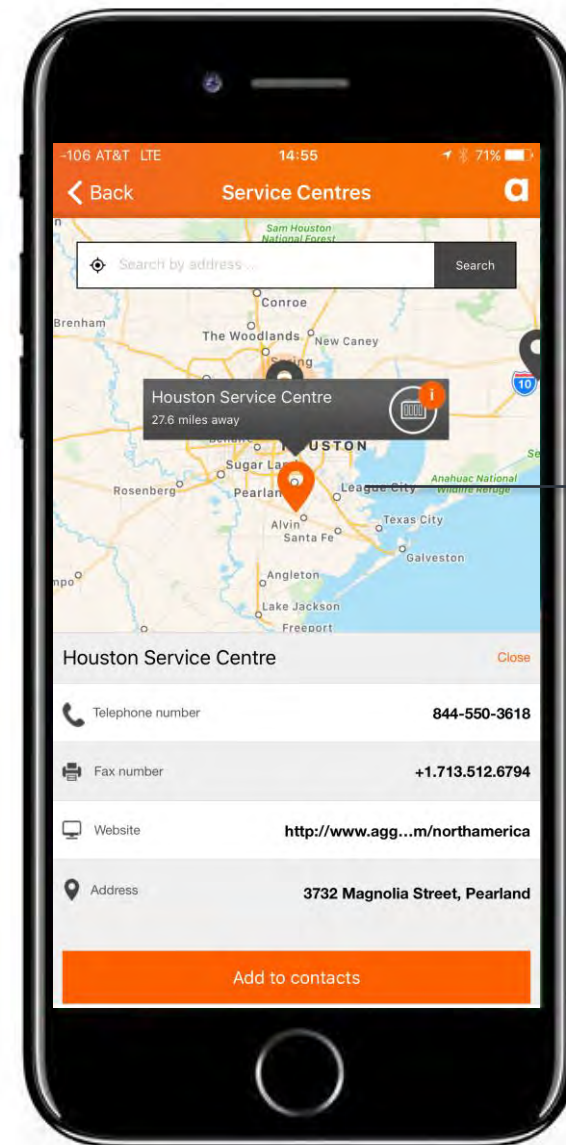 -106 AT&T LTE 14:55 71%
Back Service Centres a
Sam Houston
National Forest
Search by address ... Search
Conroe
Brenham
The Woodlands
New Caney
Spring
10
Houston Service Centre
i
27.6 miles away
HOUSTON
Sugar Lan
Anahuac National
Wildlife Refuge
Rosenberg
Pearlan
League City
Alvin
Texas City
Santa Fe
Galveston
Angleton
mpo
Lake Jackson
Freeport
Houston Service Centre Close
Telephone number 844-550-3618
Fax number +1.713.512.6794
Website http://www.agg...m/northamerica
Address 3732 Magnolia Street, Pearland
Add to contacts